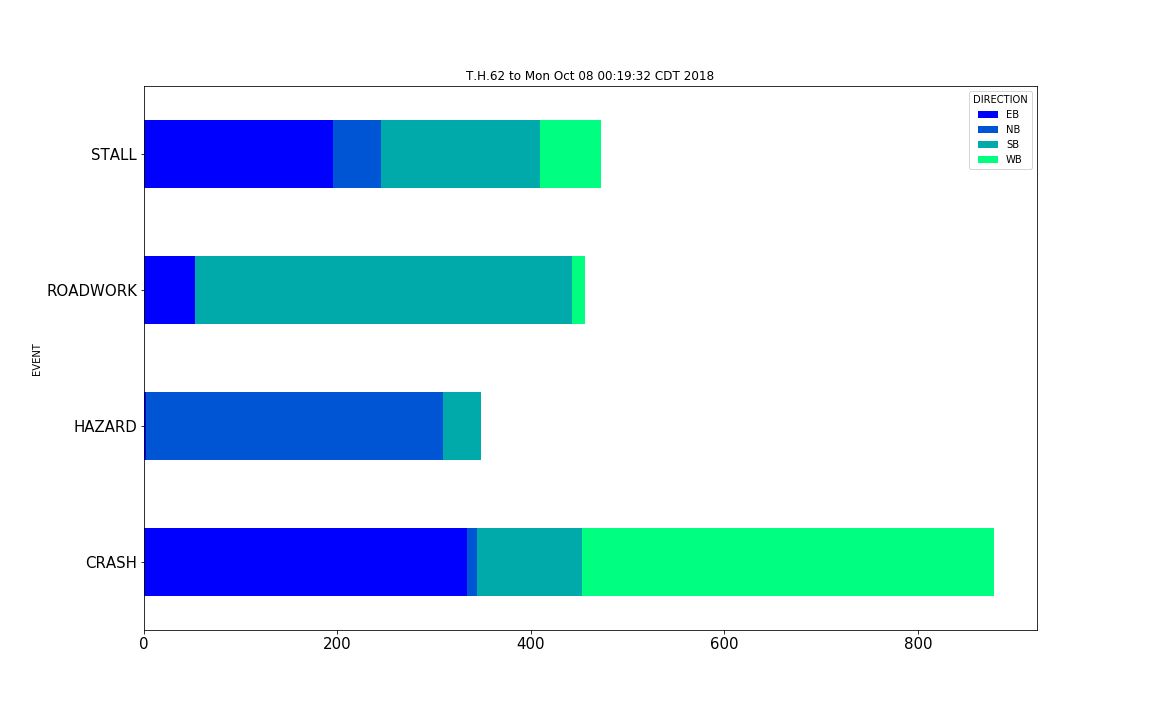 T.H.62 to Mon Oct 08 00:19:32 CDT 2018
DIRECTION
EB
NB
SB
WB
STALL
ROADWORK
HAZARD
CRASH
EVENT
0 200 400 600 800